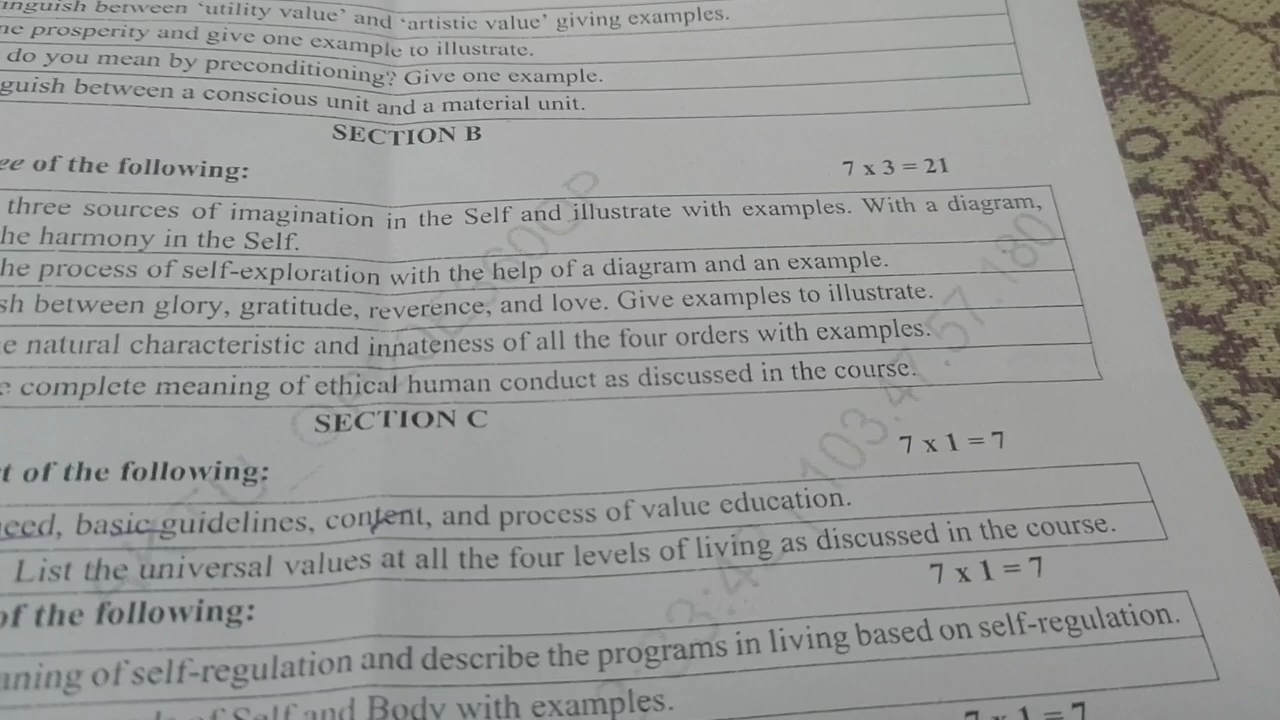 nguish between 'utility value' and 'artistic value' giving examples.
ne prosperity and give one example to illustrate.
do you mean by preconditioning? Give one example.
guish between a conscious unit and a material unit.
SECTION B
ee of the following:
7 x 3 = 21
three sources of imagination in the Self and illustrate with examples. With a diagram,
he harmony in the Self.
he process of self-exploration with the help of a diagram and an example.
sh between glory, gratitude, reverence, and love. Give examples to illustrate.
e natural characteristic and innateness of all the four orders with examples.
e complete meaning of ethical human conduct as discussed in the course.
SECTION C
7 x 1 = 7
t of the following:
eed, basic guidelines, content, and process of value education.
List the universal values at all the four levels of living as discussed in the course.
7 x 1 = 7
of the following:
aning of self-regulation and describe the programs in living based on self-regulation.
of Self and Body with examples.
7 x 1 = 7